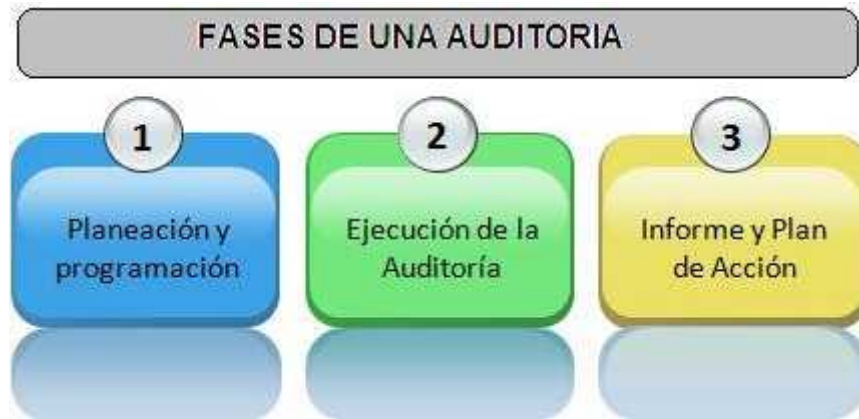 FASES DE UNA AUDITORIA
1
2
3
Planeación y
programación
Ejecución de la
Auditoría
Informe y Plan
de Acción